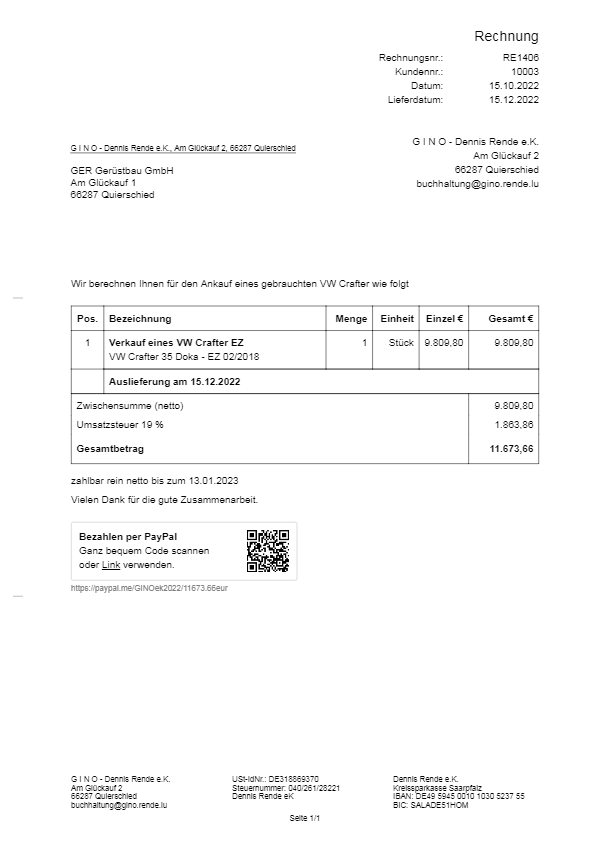 Rechnung
Rechnungsnr.: RE1406
Kundennr.: 10003
Datum: 15.10.2022
Lieferdatum: 15.12.2022
G I N O - Dennis Rende e.K., Am Glückauf 2, 66287 Quierschied
GER Gerüstbau GmbH
Am Glückauf 1
66287 Quierschied
G I N O - Dennis Rende e.K.
Am Glückauf 2
66287 Quierschied
buchhaltung@gino.rende.lu
Wir berechnen Ihnen für den Ankauf eines gebrauchten VW Crafter wie folgt
Pos. Bezeichnung Menge Einheit Einzel € Gesamt €
1 Verkauf eines VW Crafter EZ 1 Stück 9.809,80 9.809,80
VW Crafter 35 Doka - EZ 02/2018
Auslieferung am 15.12.2022
Zwischensumme (netto) 9.809,80
Umsatzsteuer 19 % 1.863,86
Gesamtbetrag 11.673,66
zahlbar rein netto bis zum 13.01.2023
Vielen Dank für die gute Zusammenarbeit.
Bezahlen per PayPal
Ganz bequem Code scannen
oder Link verwenden.
https://paypal.me/GINOek2022/11673.66eur
G I N O - Dennis Rende e.K.
Am Glückauf 2
66287 Quierschied
buchhaltung@gino.rende.lu
USt-IdNr.: DE318869370
Steuernummer: 040/261/28221
Dennis Rende eK
Dennis Rende e.K.
Kreissparkasse Saarpfalz
IBAN: DE49 5945 0010 1030 5237 55
BIC: SALADE51HOM
Seite 1/1